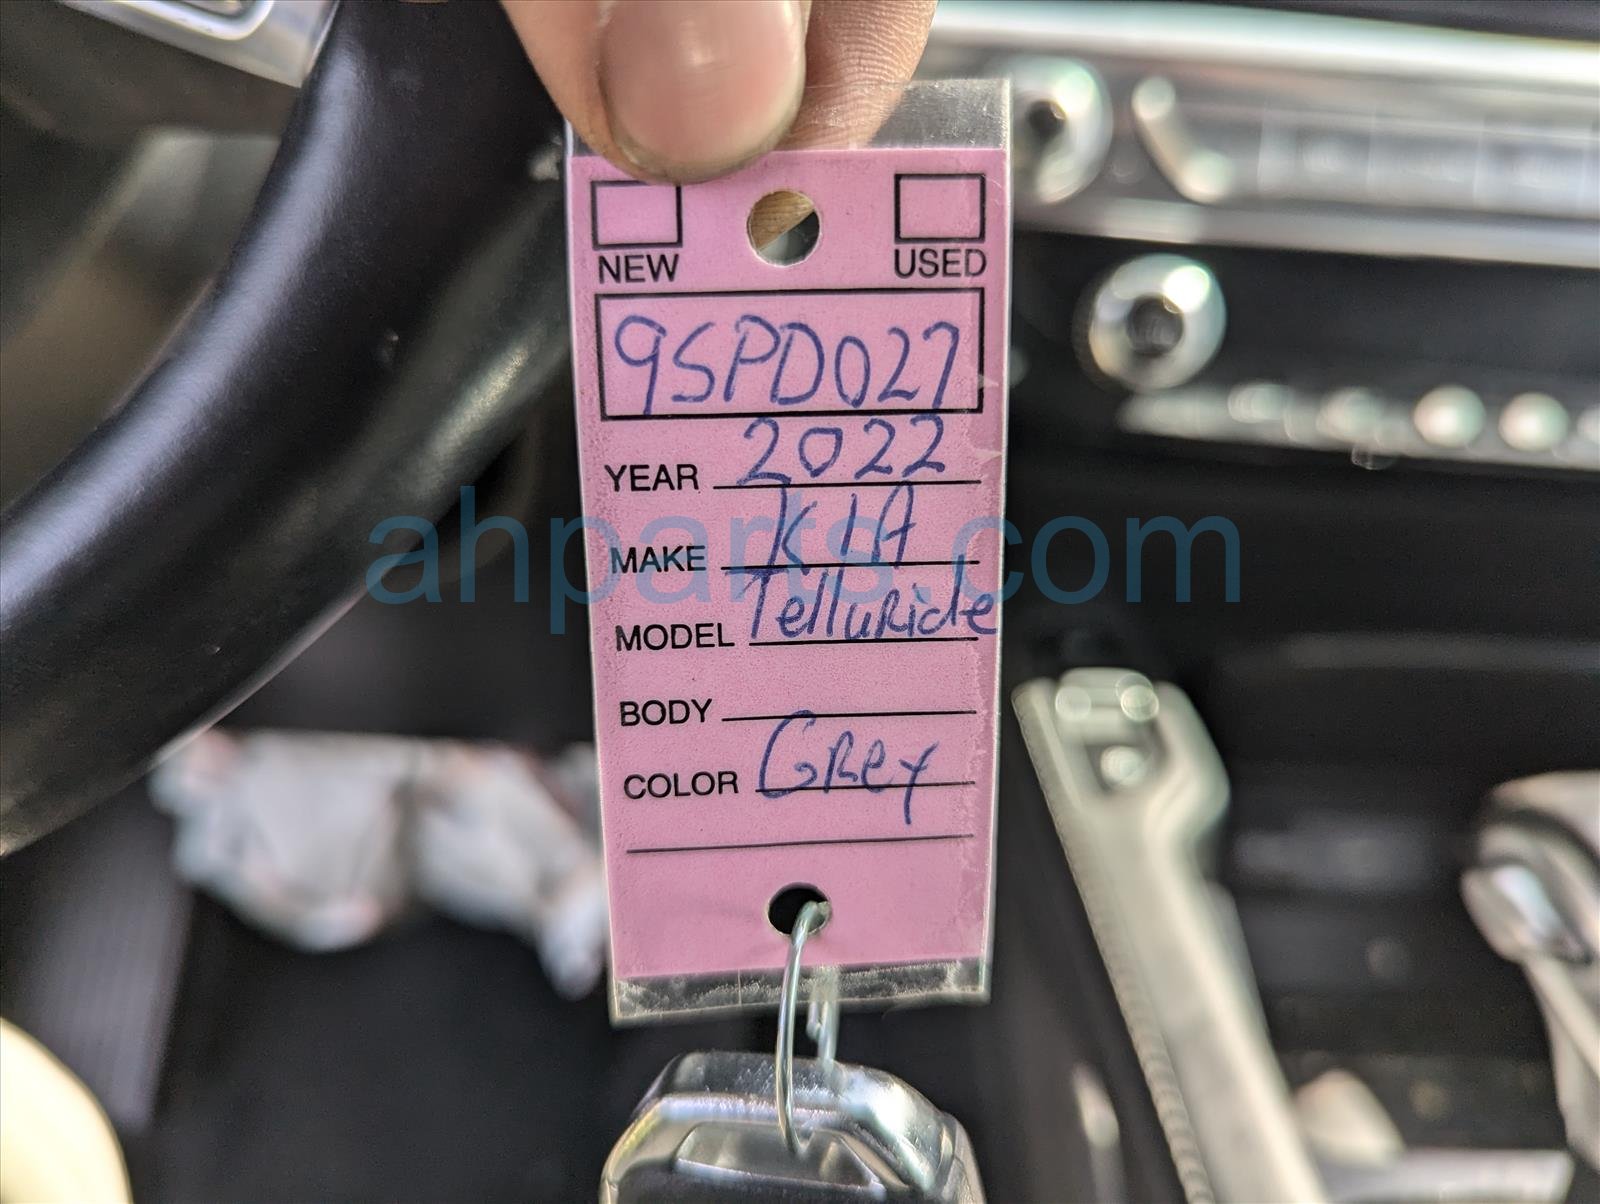 NEW USED
9SPD027
YEAR 2022
MAKE KIA
ahparts.com
MODEL Telluride
BODY
COLOR Grey